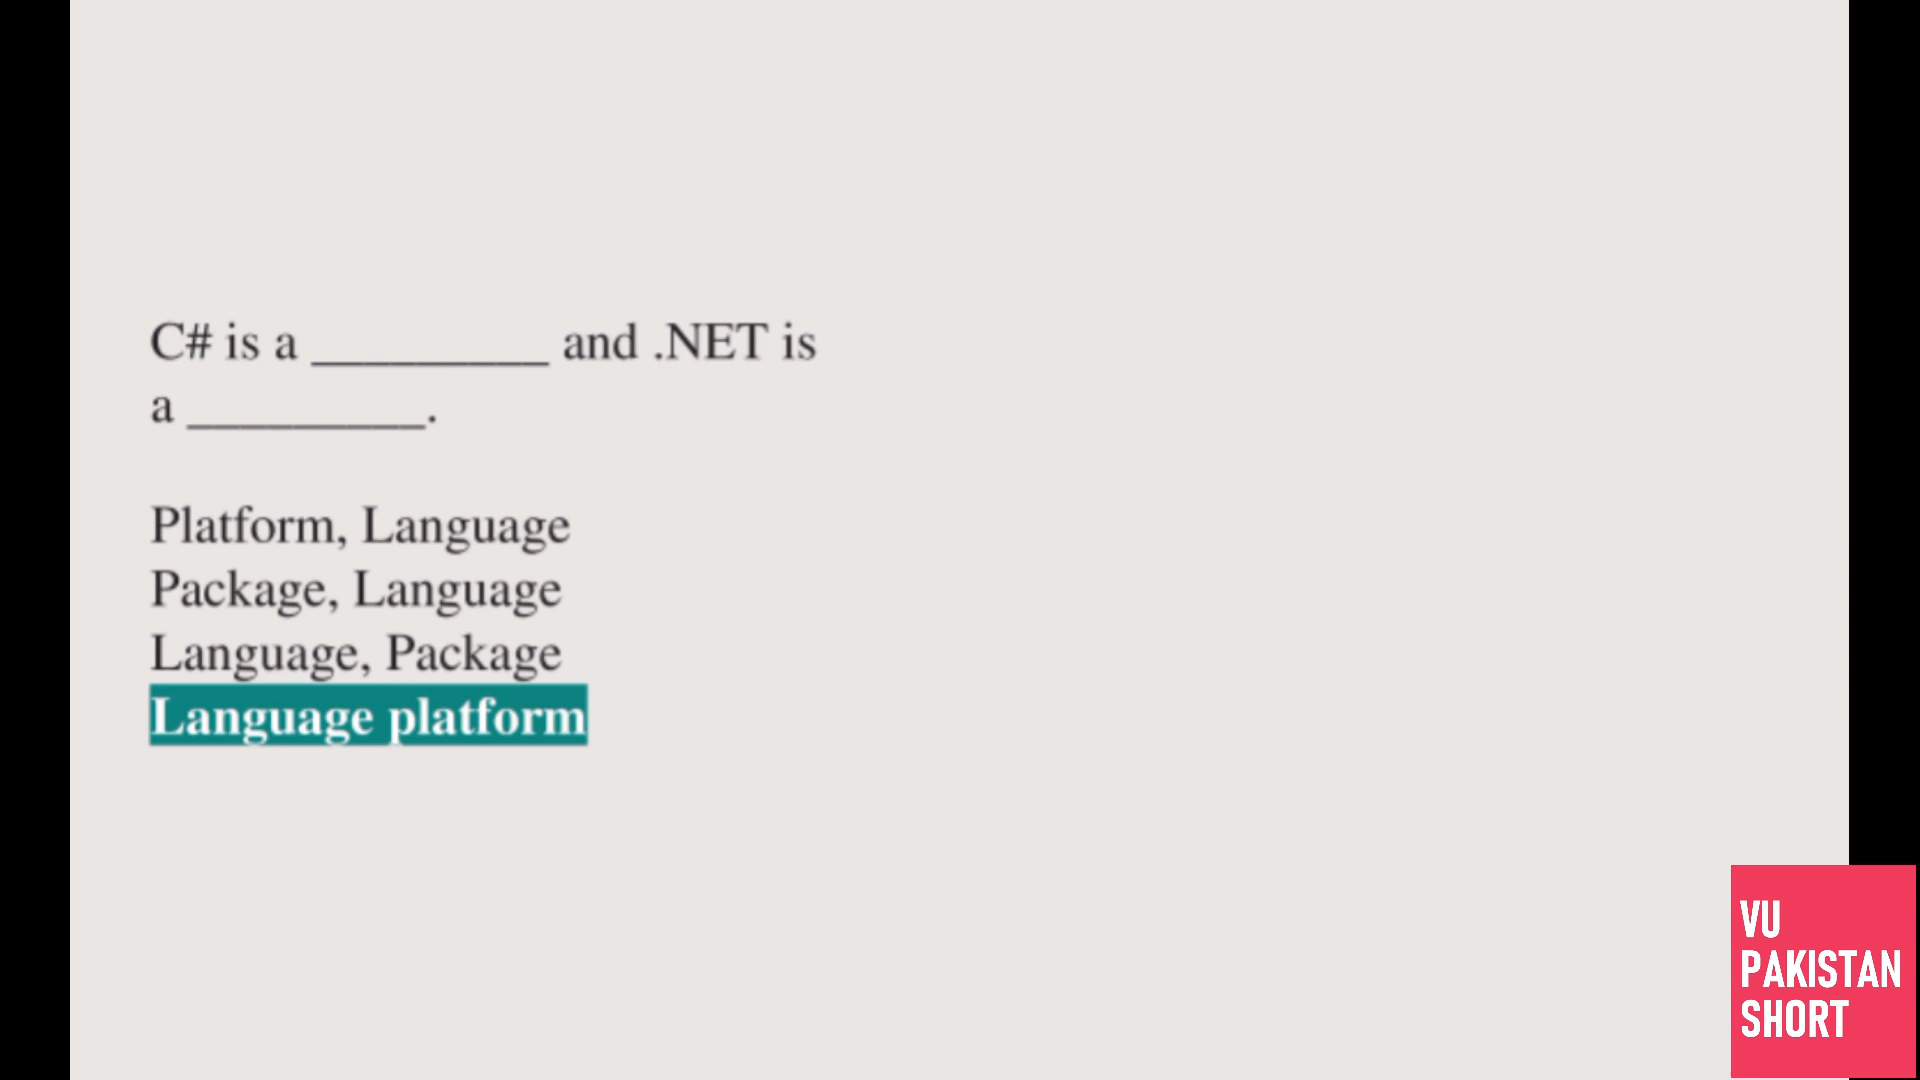 C# is a _________ and .NET is
a _________.
Platform, Language
Package, Language
Language, Package
Language platform
VU
PAKISTAN
SHORT